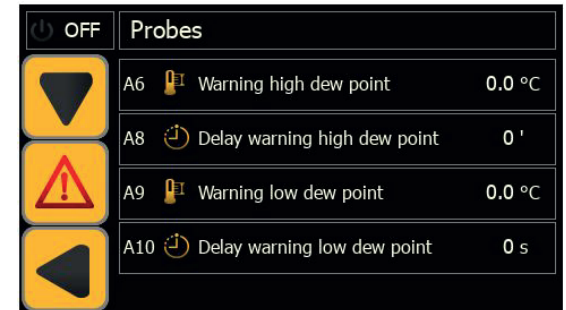 OFF Probes
A6 Warning high dew point 0.0 °C
A8 Delay warning high dew point 0 '
A9 Warning low dew point 0.0 °C
A10 Delay warning low dew point 0 s